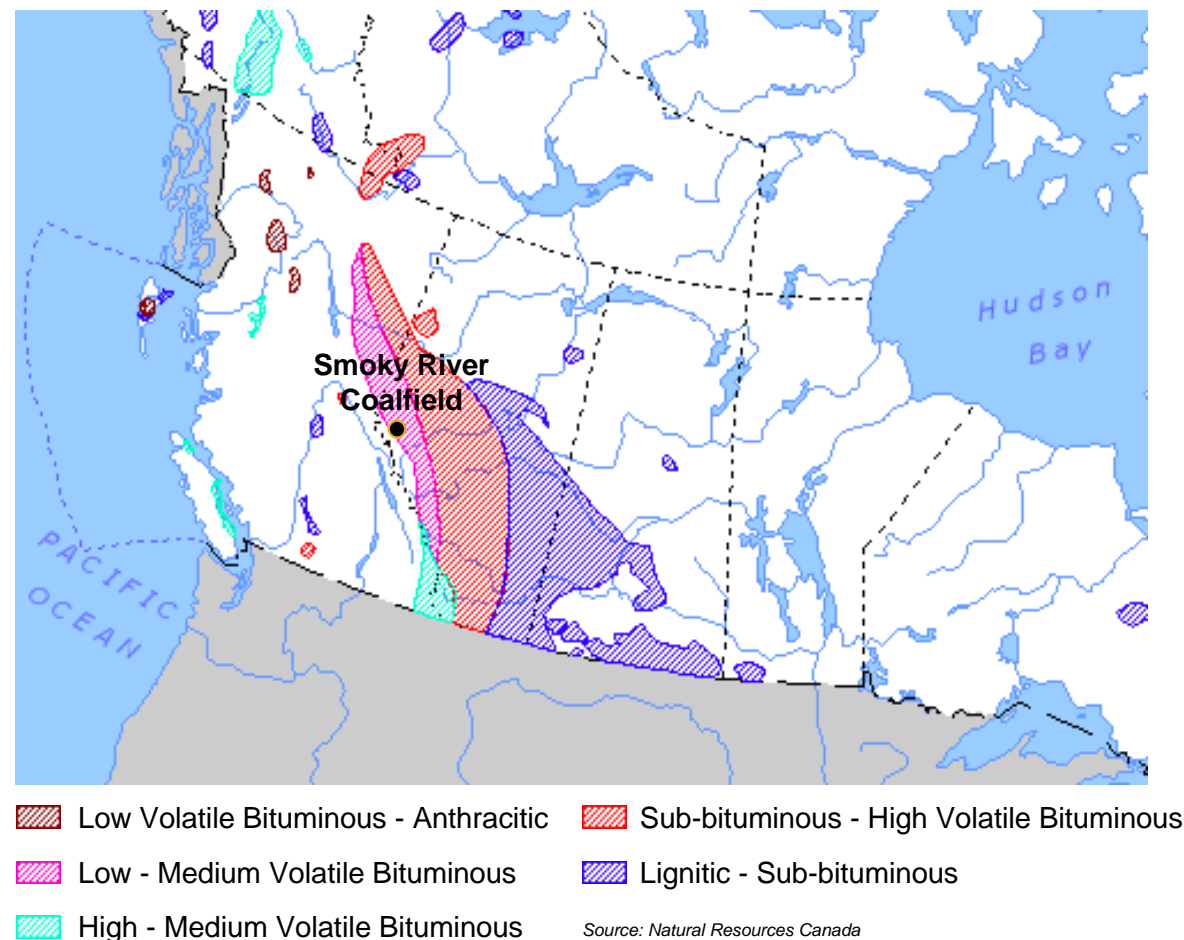 Hudson
Bay
Smoky River
Coalfield
PACIFIC
OCEAN
Low Volatile Bituminous - Anthracitic
Sub-bituminous - High Volatile Bituminous
Low - Medium Volatile Bituminous
Lignitic - Sub-bituminous
High - Medium Volatile Bituminous
Source: Natural Resources Canada